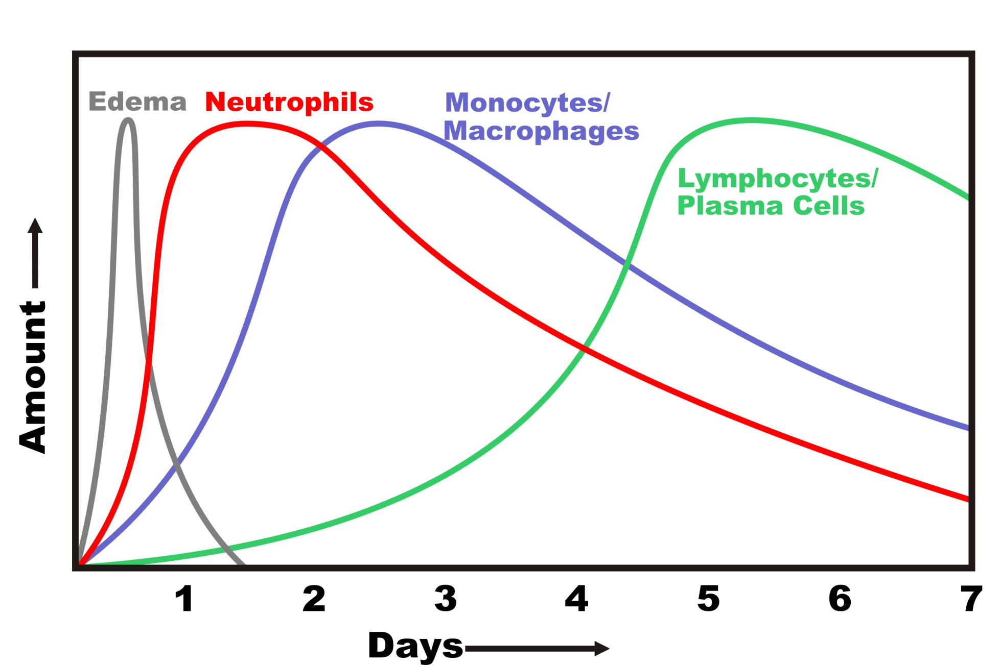 Edema
Neutrophils
Monocytes/
Macrophages
Lymphocytes/
Plasma Cells
Amount
1 2 3 4 5 6 7
Days